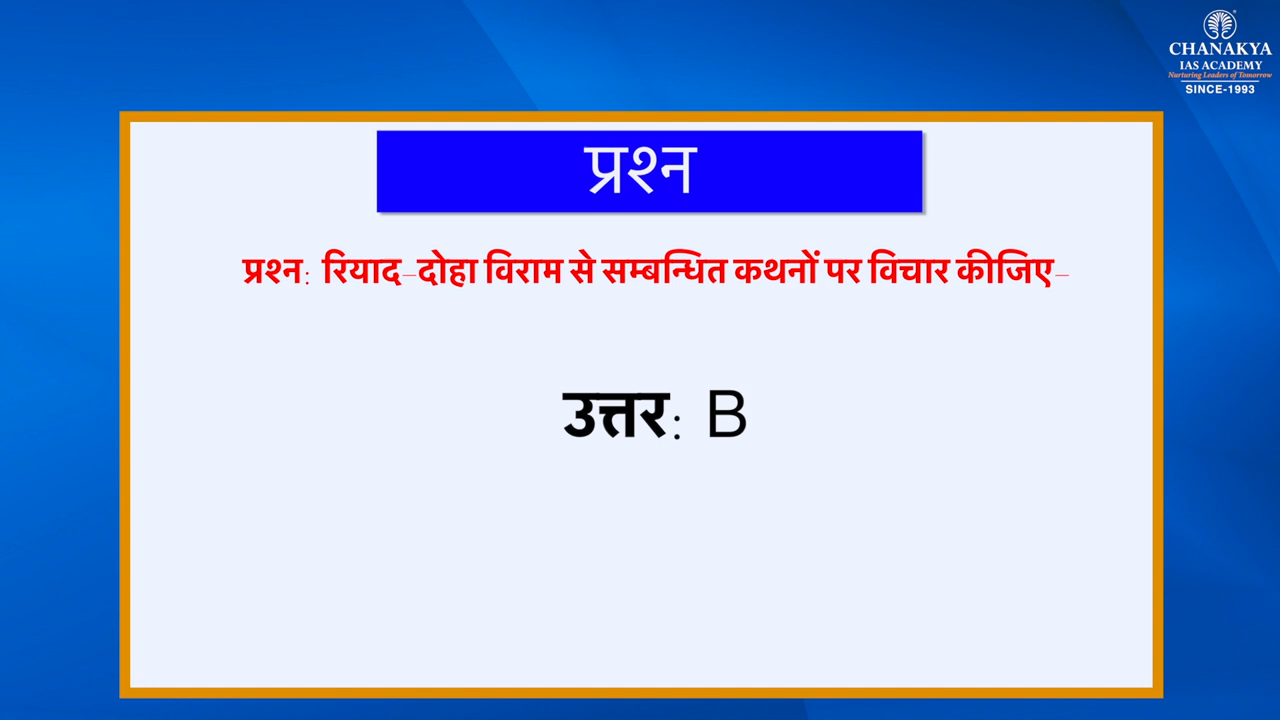 CHANAKYA
IAS ACADEMY
Nurturing Leaders of Tomorrow
SINCE-1993
प्रश्न
प्रश्न: रियाद-दोहा विराम से सम्बन्धित कथनों पर विचार कीजिए-
उत्तर: B